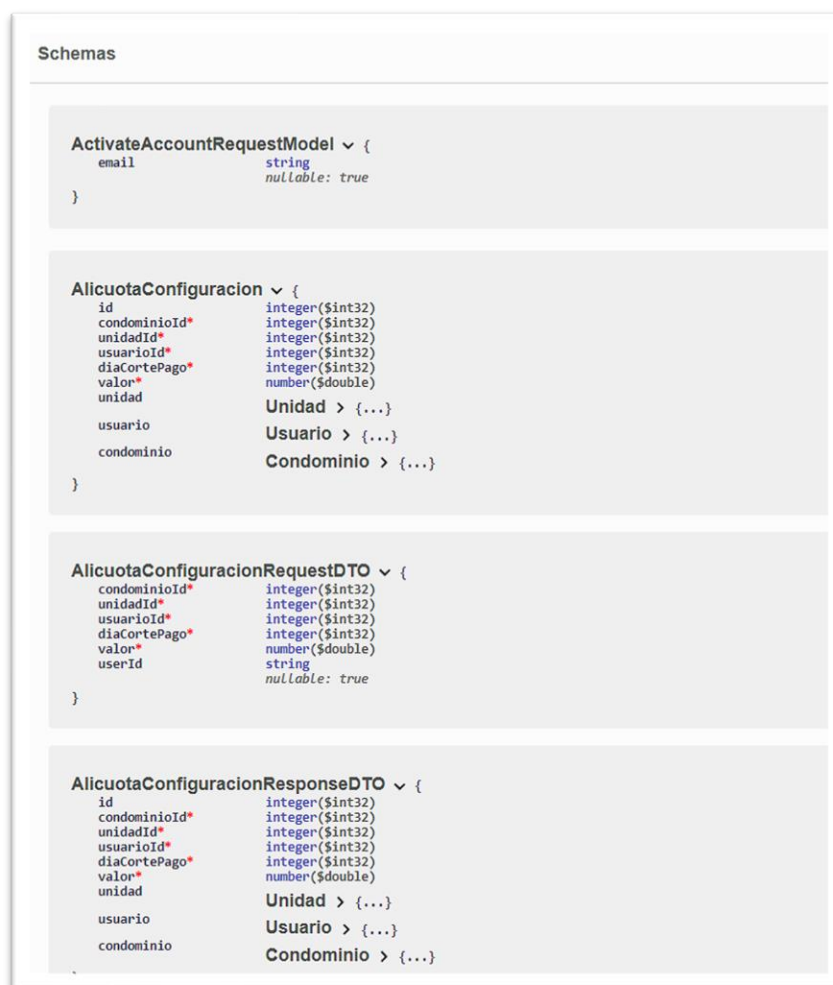 Schemas
ActivateAccountRequestModel {
email string
nullable: true
}
AlicuotaConfiguracion {
id integer($int32)
condominioId* integer($int32)
unidadId* integer($int32)
usuarioId* integer($int32)
diaCortePago* integer($int32)
valor* number($double)
unidad Unidad > {...}
usuario Usuario > {...}
condominio Condominio > {...}
}
AlicuotaConfiguracionRequestDTO {
condominioId* integer($int32)
unidadId* integer($int32)
usuarioId* integer($int32)
diaCortePago* integer($int32)
valor* number($double)
userId string
nullable: true
}
AlicuotaConfiguracionResponseDTO {
id integer($int32)
condominioId* integer($int32)
unidadId* integer($int32)
usuarioId* integer($int32)
diaCortePago* integer($int32)
valor* number($double)
unidad Unidad > {...}
usuario Usuario > {...}
condominio Condominio > {...}